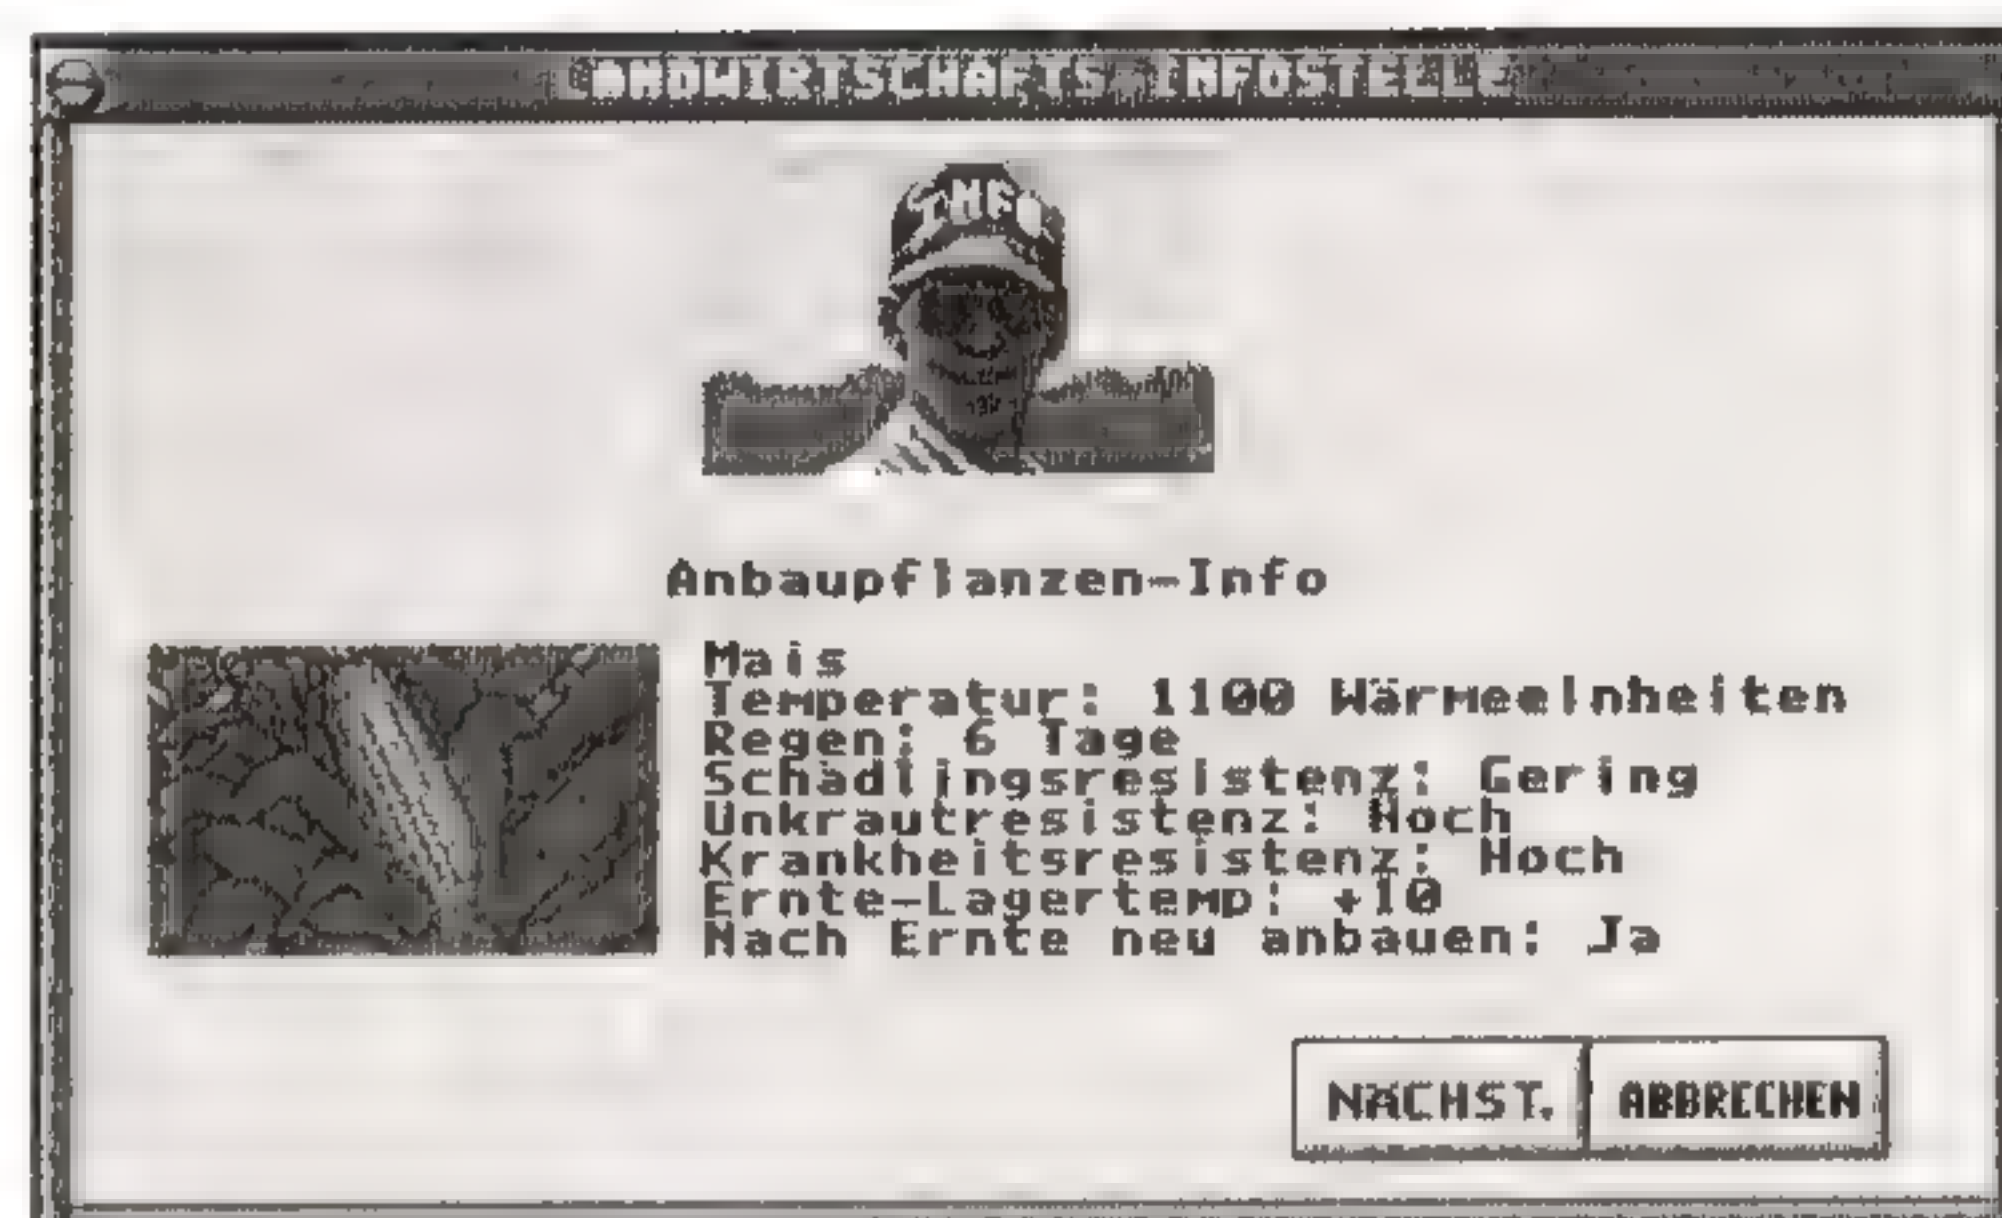 LANDWIRTSCHAFTS-INFOSTELLE
INFO
Anbaupflanzen-Info
Mais
Temperatur: 1100 Wärmeeinheiten
Regen: 6 Tage
Schädlingsresistenz: Gering
Unkrautresistenz: Hoch
Krankheitsresistenz: Hoch
Ernte-Lagertemp: +10
Nach Ernte neu anbauen: Ja
NÄCHST.
ABBRECHEN